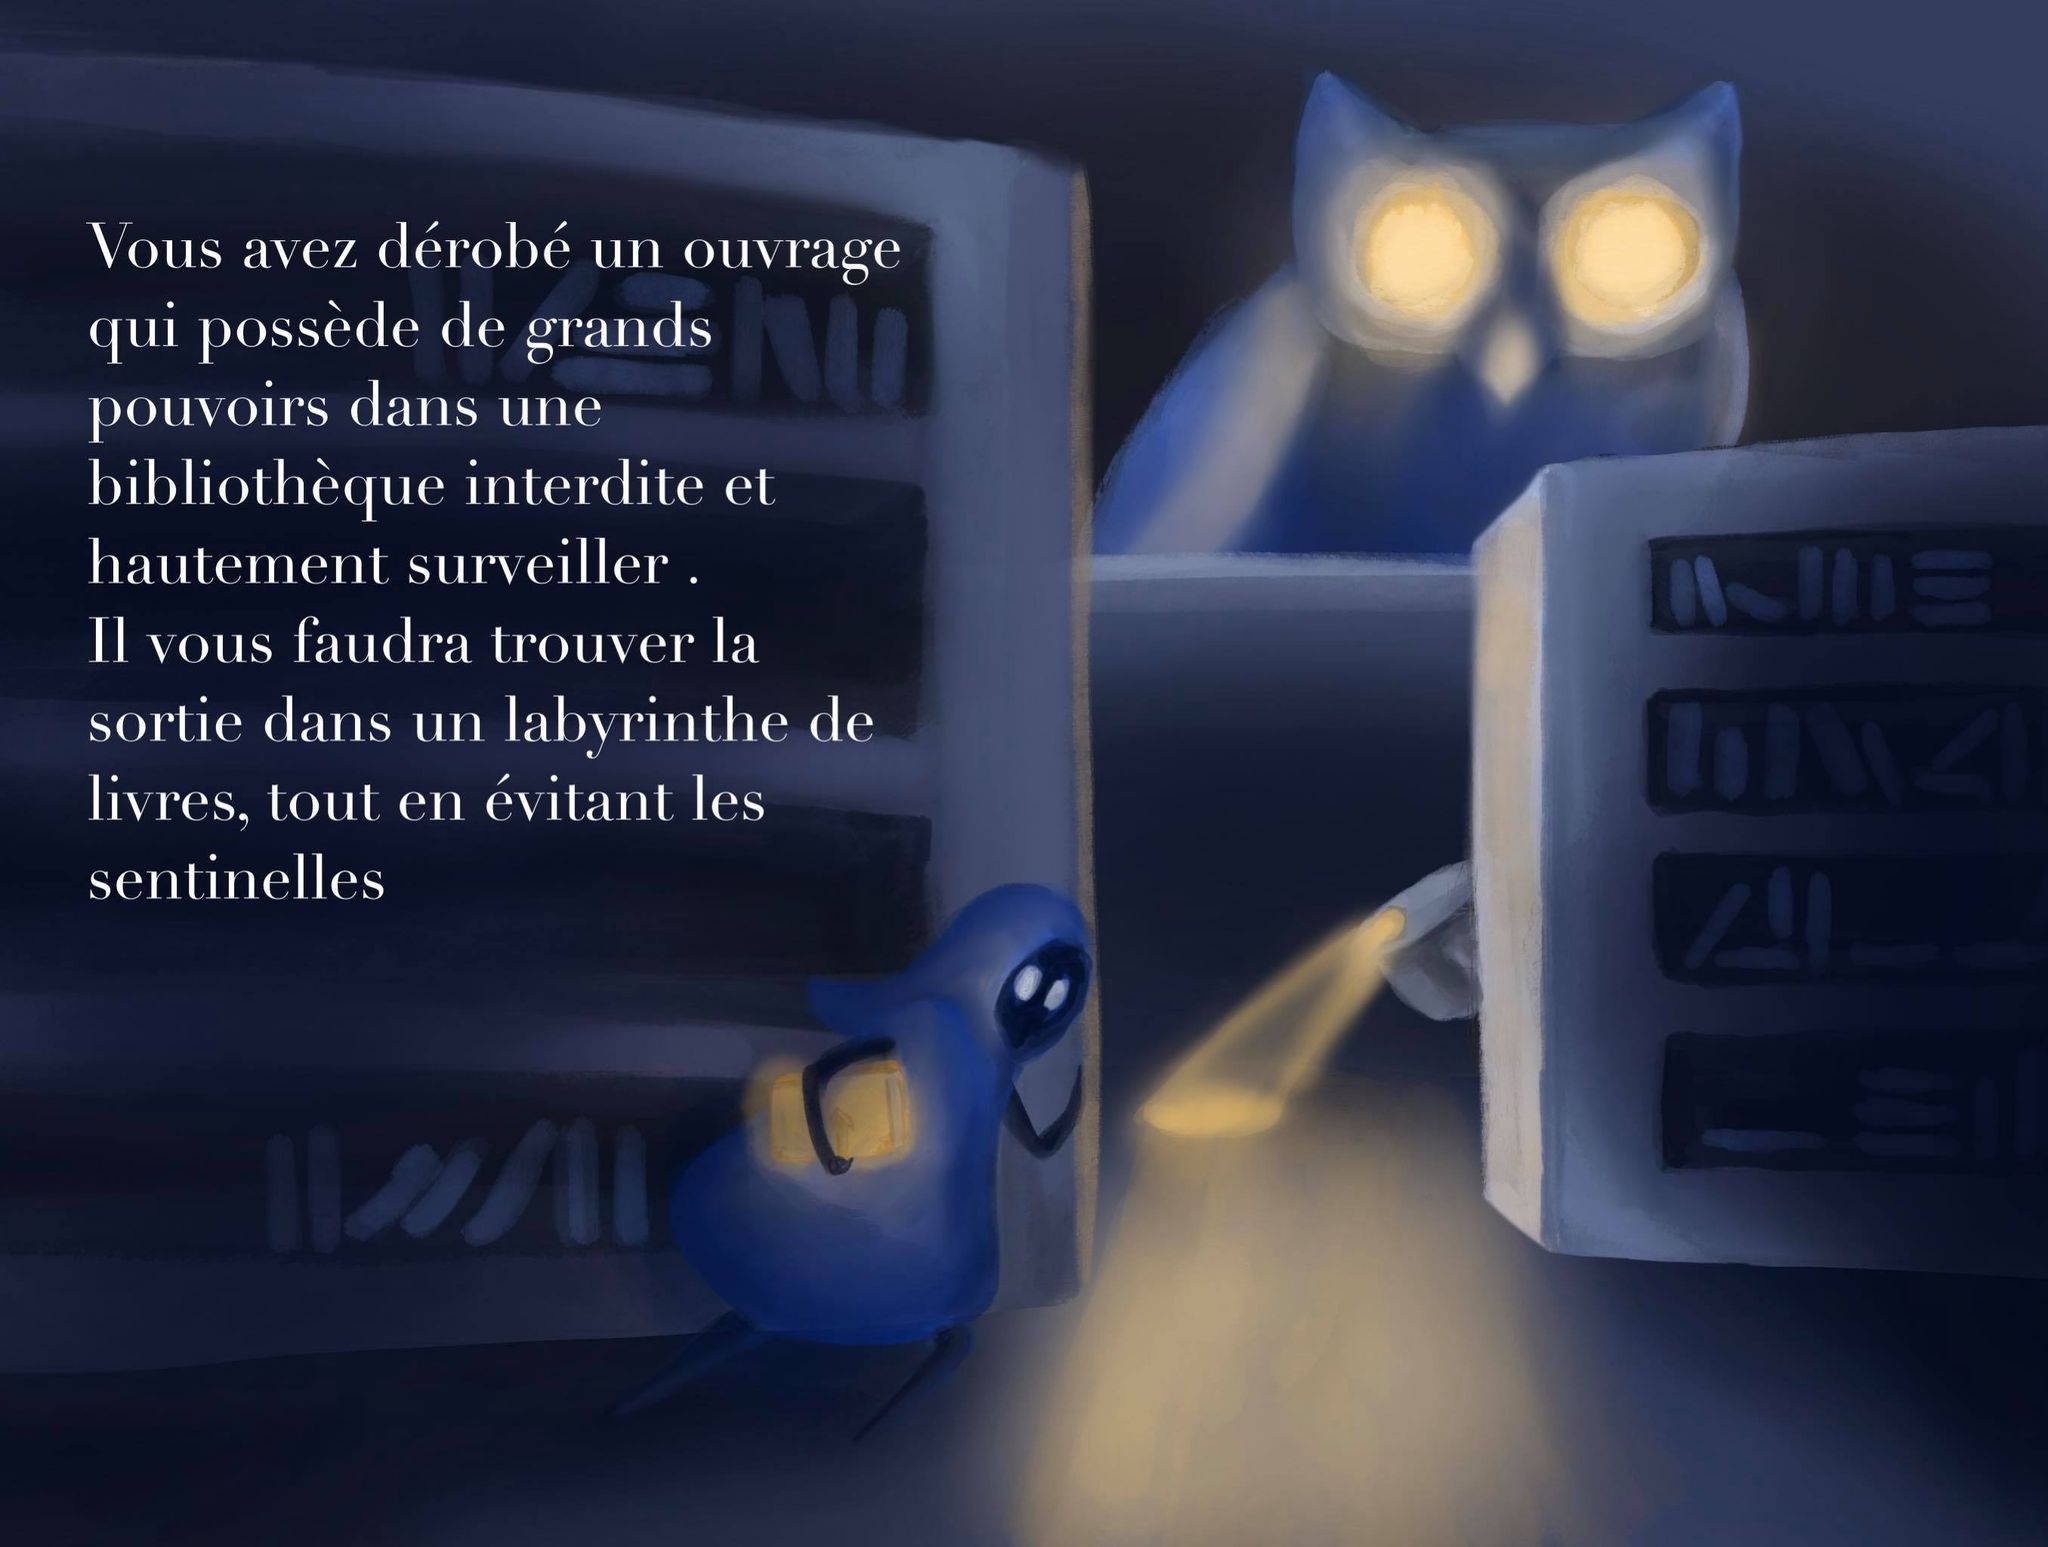 Vous avez dérobé un ouvrage
qui possède de grands
pouvoirs dans une
bibliothèque interdite et
hautement surveiller .
Il vous faudra trouver la
sortie dans un labyrinthe de
livres, tout en évitant les
sentinelles